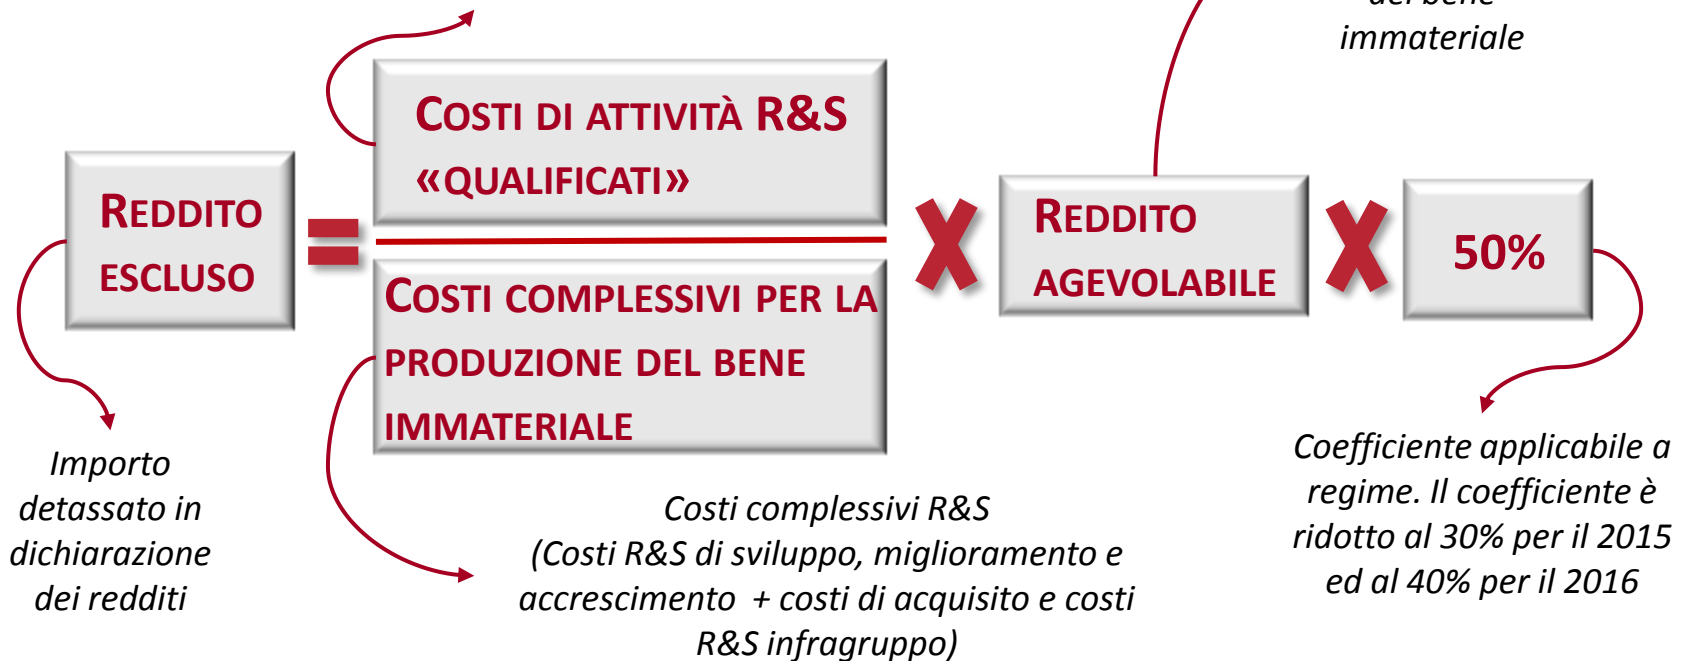 immateriale
COSTI DI ATTIVITÀ R&S
«QUALIFICATI»
REDDITO
ESCLUSO
COSTI COMPLESSIVI PER LA
PRODUZIONE DEL BENE
IMMATERIALE
REDDITO
AGEVOLABILE
50%
Importo
detassato in
dichiarazione
dei redditi
Costi complessivi R&S
(Costi R&S di sviluppo, miglioramento e
accrescimento + costi di acquisito e costi
R&S infragruppo)
Coefficiente applicabile a
regime. Il coefficiente è
ridotto al 30% per il 2015
ed al 40% per il 2016